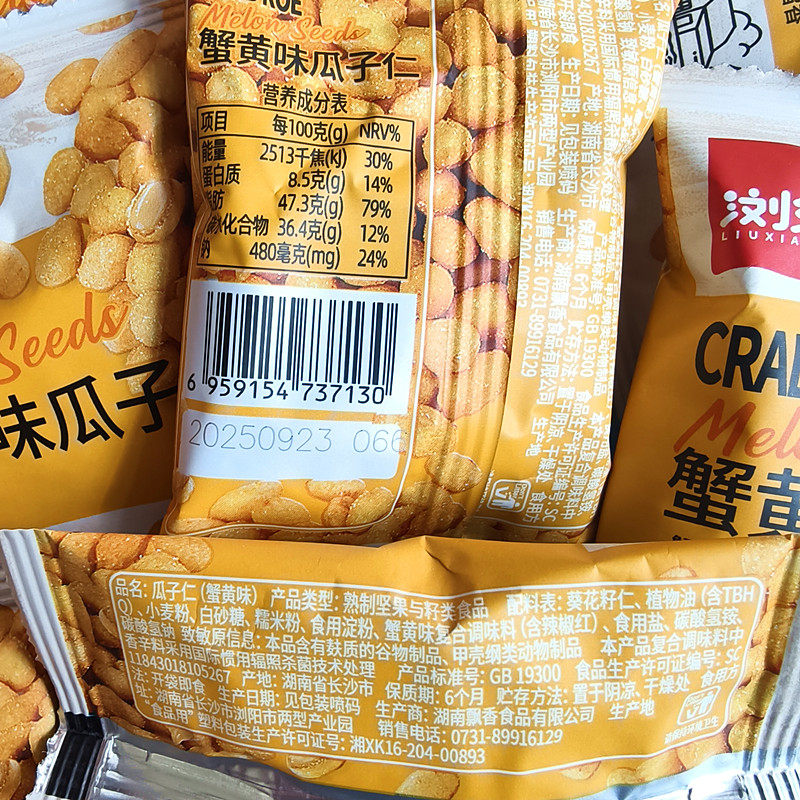 ROE
Melon Seeds
蟹黄味瓜子仁
营养成分表
项目 每100克(g) NRV%
能量 2513千焦(kJ) 30%
蛋白质 8.5克(g) 14%
脂肪 47.3克(g) 79%
碳水化合物 36.4克(g) 12%
钠 480毫克(mg) 24%
6 959154 737130
20250923 066
Seeds
味瓜子
浏
LIUXIA
CRAB
Melon
蟹黄
品名: 瓜子仁 (蟹黄味) 产品类型: 熟制坚果与籽类食品 配料表: 葵花籽仁、植物油 (含TBH
Q)、小麦粉、白砂糖、糯米粉、食用淀粉、蟹黄味复合调味料 (含辣椒红)、食用盐、碳酸氢铵、
碳酸氢钠 致敏原信息: 本品含有麸质的谷物制品、甲壳纲类动物制品 本产品复合调味料中
香辛料采用国际惯用辐照杀菌技术处理 产品标准号: GB 19300 食品生产许可证编号: SC
11843018105267 产地: 湖南省长沙市 保质期: 6个月 贮存方法: 置于阴凉、干燥处 食用方
法: 开袋即食 生产日期: 见包装喷码 生产商: 湖南飘香食品有限公司 生产地
址: 湖南省长沙市浏阳市两型产业园 销售电话: 0731-89916129
"食品用" 塑料包装生产许可证号: 湘XK16-204-00893